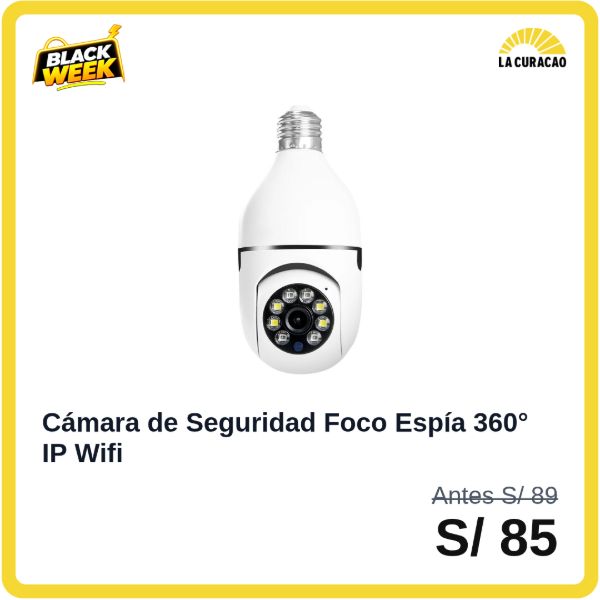 BLACK
WEEK
LA CURACAO
Cámara de Seguridad Foco Espía 360°
IP Wifi
Antes S/ 89
S/ 85